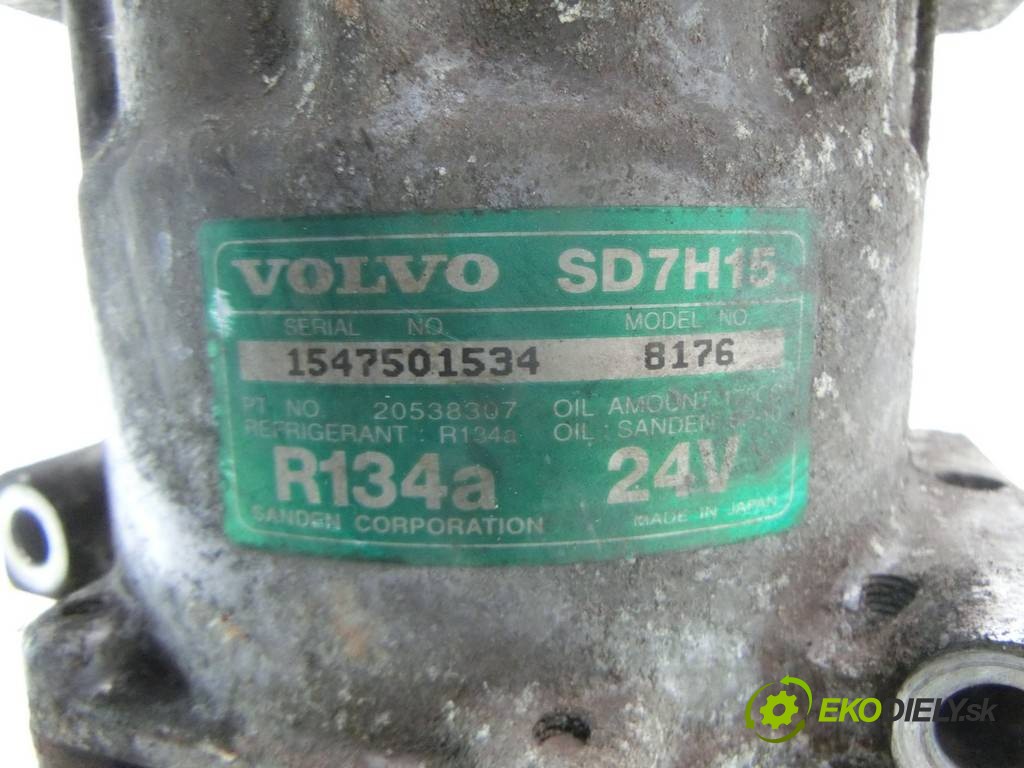 VOLVO SD7H15
SERIAL NO. MODEL NO.
1547501534 8176
PT NO. 20538307 OIL AMOUNT
REFRIGERANT : R134a OIL : SANDEN
R134a 24V
SANDEN CORPORATION MADE IN JAPAN
EKODIELY.sk